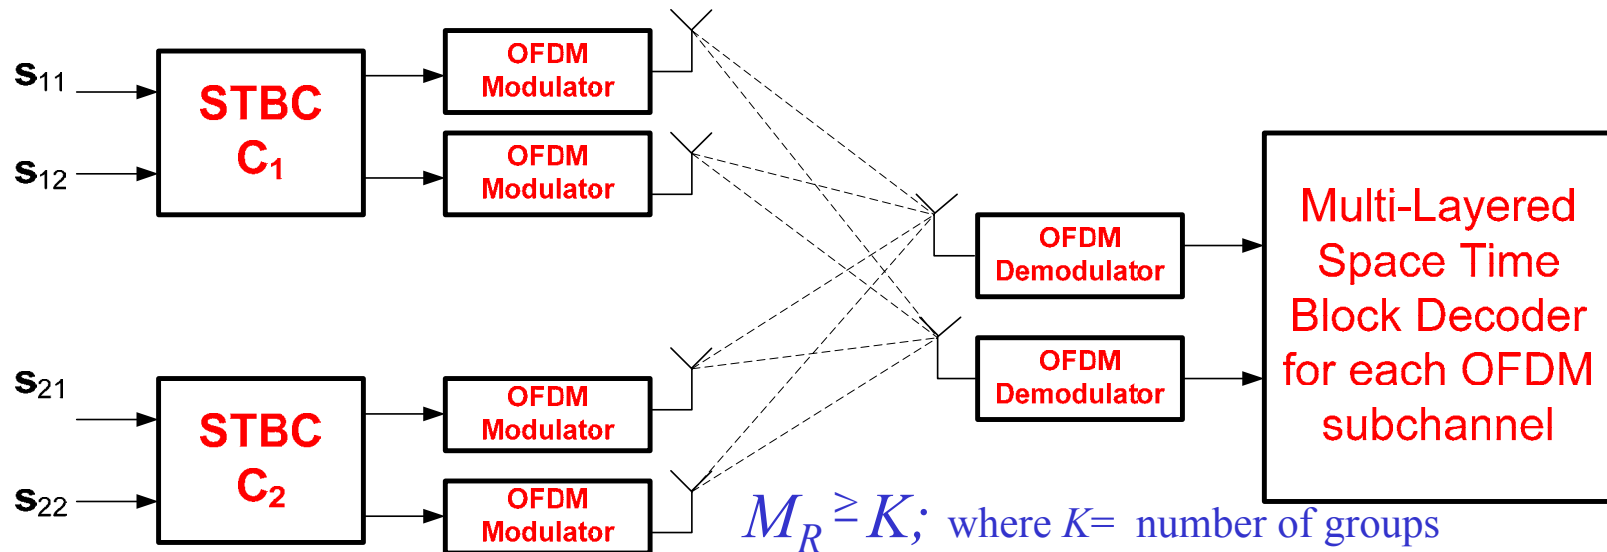 s11
s12
STBC
C1
OFDM
Modulator
OFDM
Modulator
s21
s22
STBC
C2
OFDM
Modulator
OFDM
Modulator
OFDM
Demodulator
OFDM
Demodulator
Multi-Layered
Space Time
Block Decoder
for each OFDM
subchannel
M_R ≥ K; where K= number of groups